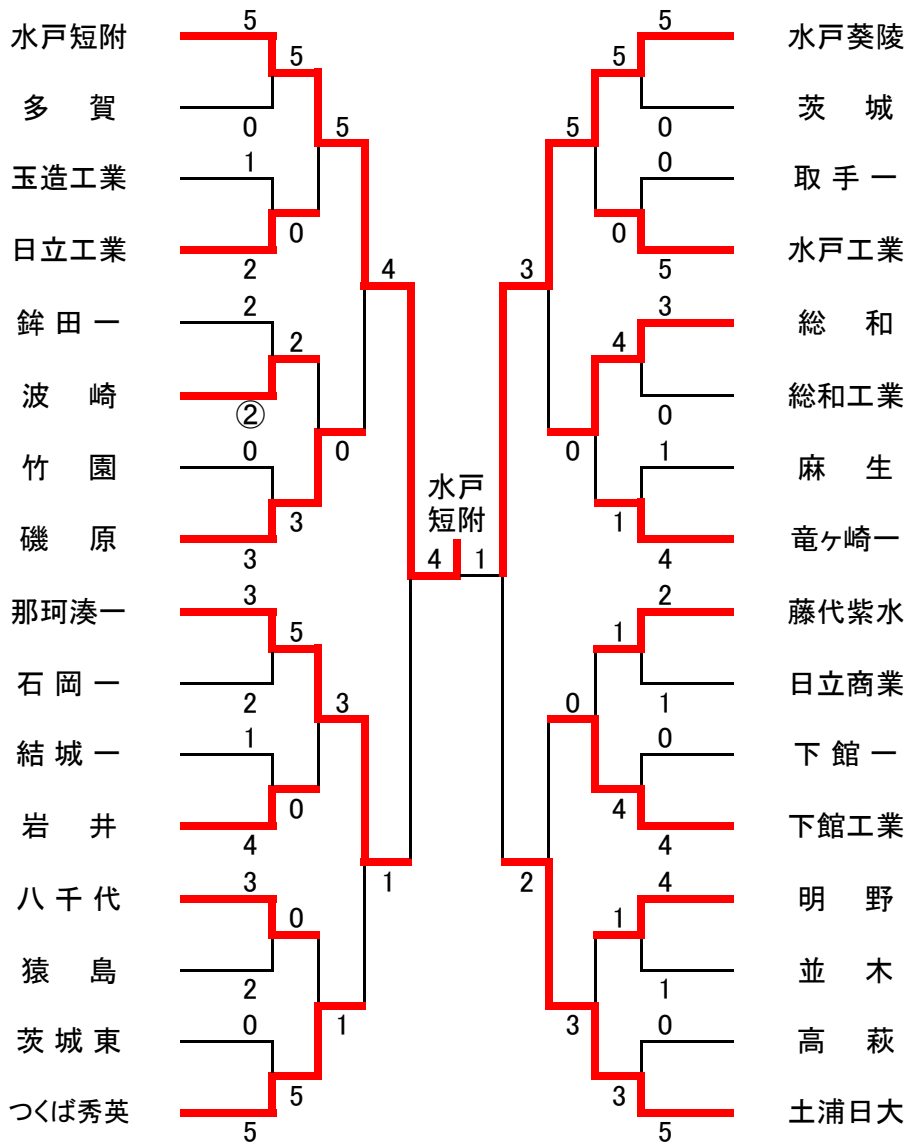 5 5
水戸短附 水戸葵陵
5 5
多 賀 茨 城
0 5 5 0
1 0
玉造工業 取手一
0 0
日立工業 水戸工業
2 4 3 5
2 3
鉾田一 総 和
2 4
波 崎 総和工業
② 0
0 0 0 1
竹 園 麻 生
水戸
短附
3 1
磯 原 竜ヶ崎一
3 4 1 4
3 2
那珂湊一 藤代紫水
5 1
石岡一 日立商業
2 3 0 1
1 0
結城一 下館一
0 4
岩 井 下館工業
4 4
3 1 2 4
八千代 明 野
0 1
猿 島 並 木
2 1
0 1 3 0
茨城東 高 萩
5 3
つくば秀英 土浦日大
5 5